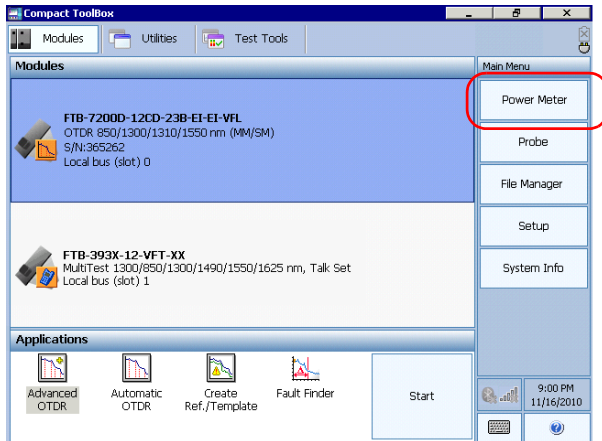 Compact ToolBox
Modules
Utilities
Test Tools
Modules
FTB-7200D-12CD-23B-EI-EI-VFL
OTDR 850/1300/1310/1550 nm (MM/SM)
S/N:365262
Local bus (slot) 0
FTB-393X-12-VFT-XX
MultiTest 1300/850/1300/1490/1550/1625 nm, Talk Set
Local bus (slot) 1
Applications
Advanced
OTDR
Automatic
OTDR
Create
Ref./Template
Fault Finder
Start
Main Menu
Power Meter
Probe
File Manager
Setup
System Info
9:00 PM
11/16/2010